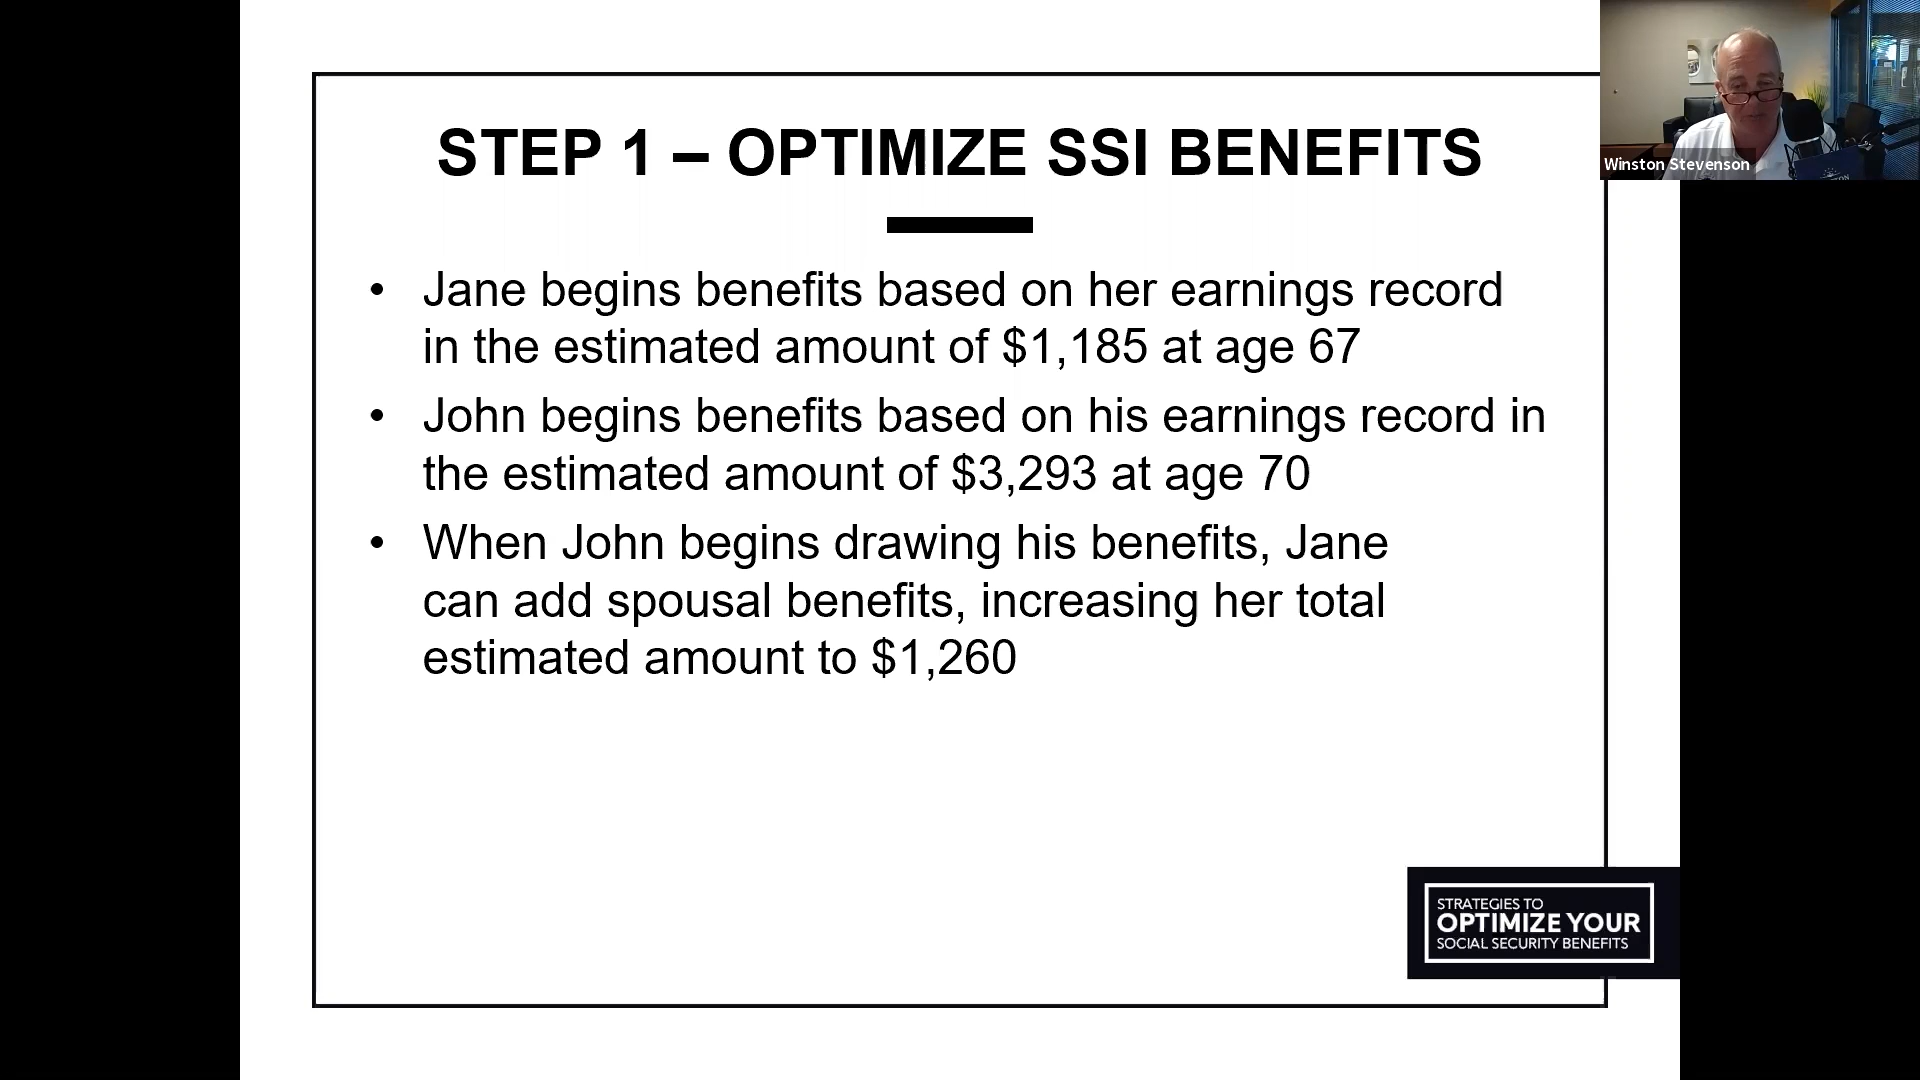 STEP 1 – OPTIMIZE SSI BENEFITS
Winston Stevenson
• Jane begins benefits based on her earnings record
in the estimated amount of $1,185 at age 67
• John begins benefits based on his earnings record in
the estimated amount of $3,293 at age 70
• When John begins drawing his benefits, Jane
can add spousal benefits, increasing her total
estimated amount to $1,260
STRATEGIES TO
OPTIMIZE YOUR
SOCIAL SECURITY BENEFITS